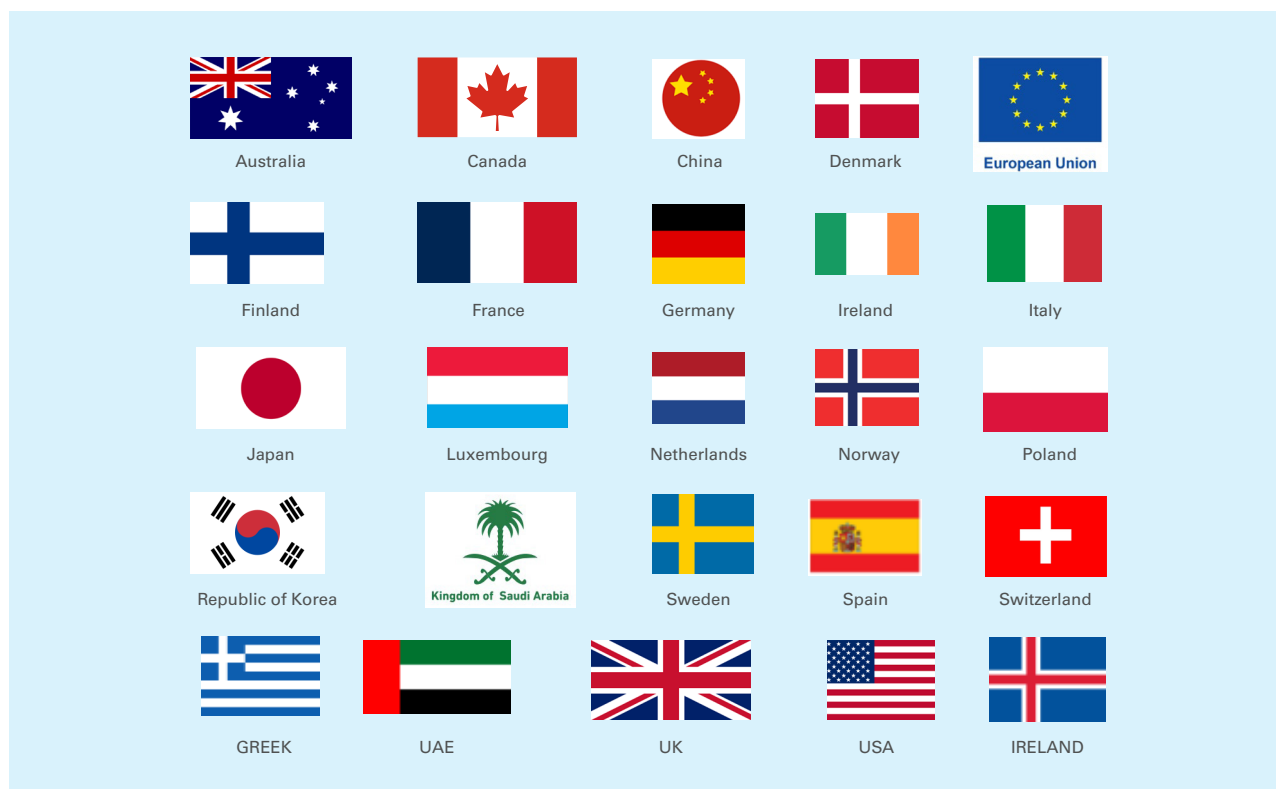 Australia
Canada
China
Denmark
European Union
Finland
France
Germany
Ireland
Italy
Japan
Luxembourg
Netherlands
Norway
Poland
Republic of Korea
Kingdom of Saudi Arabia
Sweden
Spain
Switzerland
GREEK
UAE
UK
USA
IRELAND